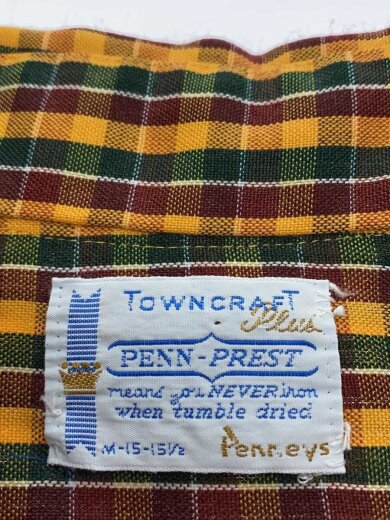 TOWNCRAFT
Plus
PENN-PREST
means you NEVER iron
when tumble dried
M-15-15½ Penneys